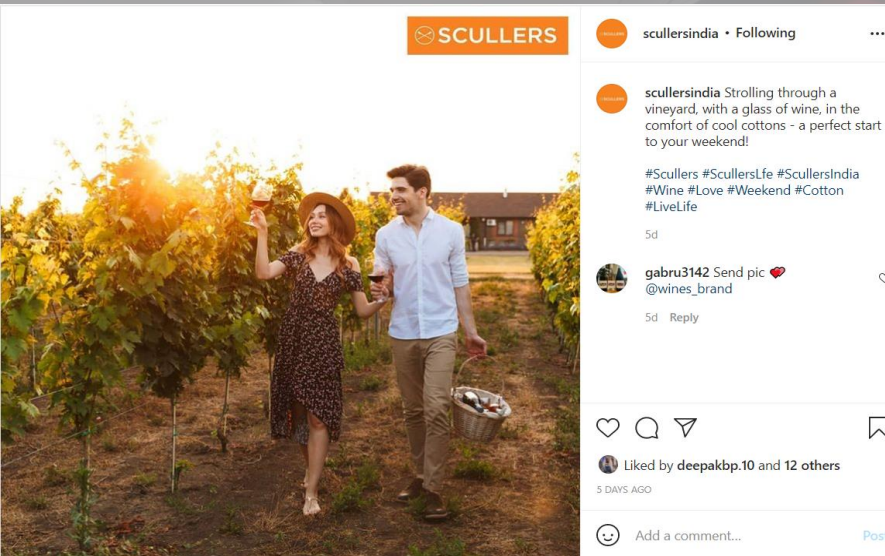 SCULLERS
scullersindia • Following
scullersindia Strolling through a
vineyard, with a glass of wine, in the
comfort of cool cottons - a perfect start
to your weekend!
#Scullers #ScullersLfe #ScullersIndia
#Wine #Love #Weekend #Cotton
#LiveLife
5d
gabru3142 Send pic 💕
@wines_brand
5d Reply
Liked by deepakbp.10 and 12 others
5 DAYS AGO
Add a comment...
Pos